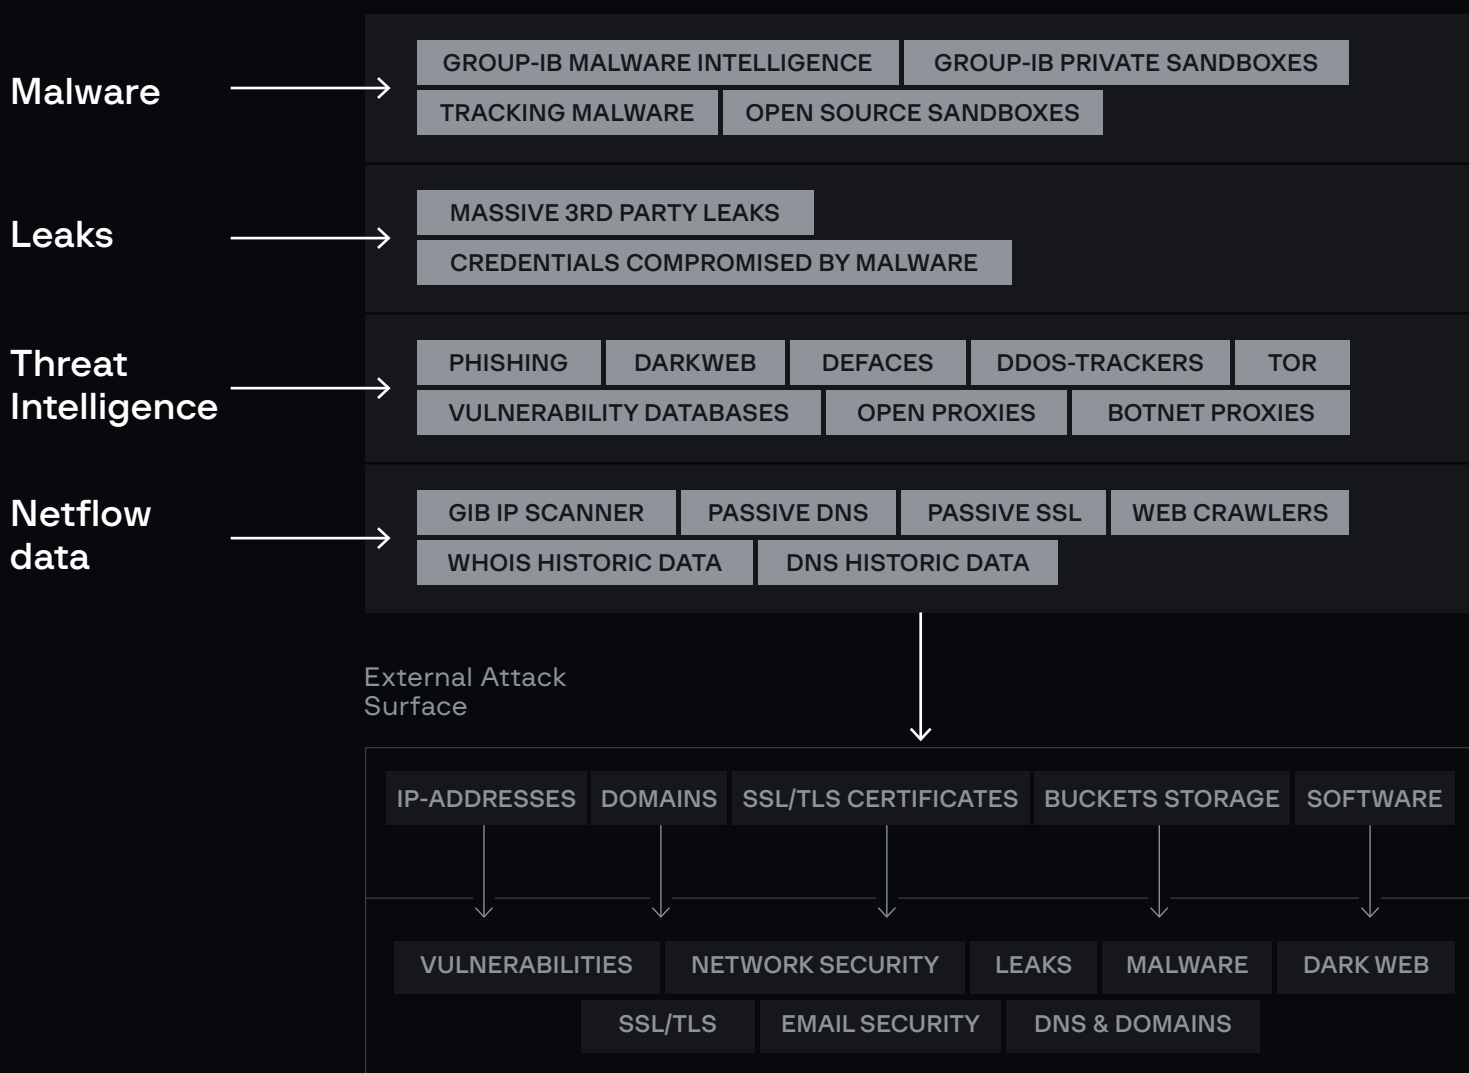 Malware
GROUP-IB MALWARE INTELLIGENCE GROUP-IB PRIVATE SANDBOXES
TRACKING MALWARE OPEN SOURCE SANDBOXES
Leaks
MASSIVE 3RD PARTY LEAKS
CREDENTIALS COMPROMISED BY MALWARE
Threat
Intelligence
PHISHING DARKWEB DEFACES DDOS-TRACKERS TOR
VULNERABILITY DATABASES OPEN PROXIES BOTNET PROXIES
Netflow
data
GIB IP SCANNER PASSIVE DNS PASSIVE SSL WEB CRAWLERS
WHOIS HISTORIC DATA DNS HISTORIC DATA
External Attack
Surface
IP-ADDRESSES DOMAINS SSL/TLS CERTIFICATES BUCKETS STORAGE SOFTWARE
VULNERABILITIES NETWORK SECURITY LEAKS MALWARE DARK WEB
SSL/TLS EMAIL SECURITY DNS & DOMAINS